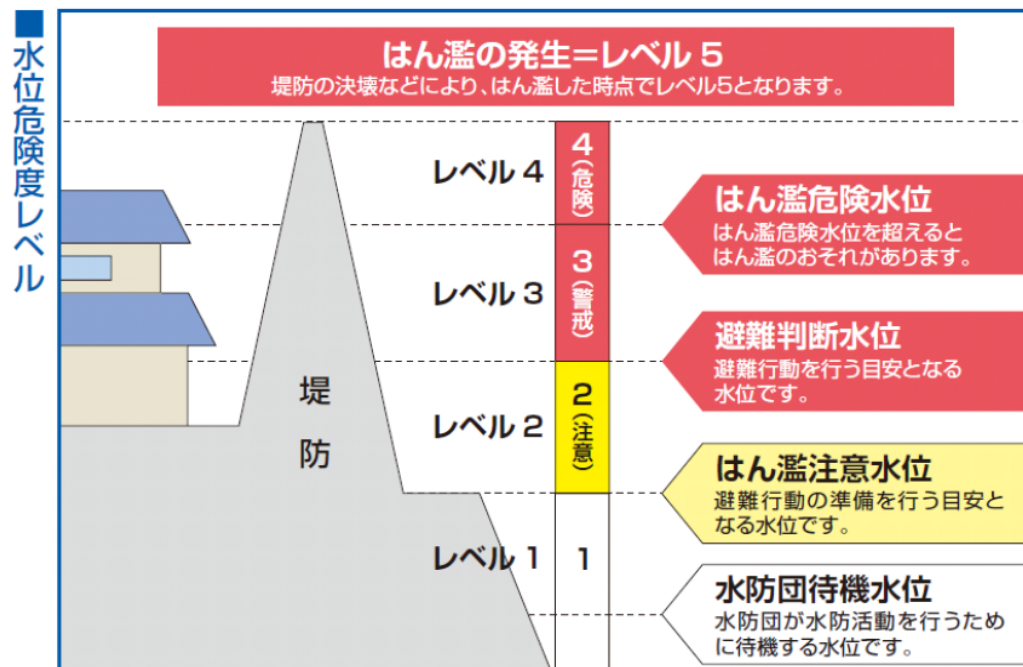 ■水位危険度レベル
はん濫の発生=レベル5
堤防の決壊などにより、はん濫した時点でレベル5となります。
レベル4
4(危険)
はん濫危険水位
はん濫危険水位を超えると
はん濫のおそれがあります。
レベル3
3(警戒)
避難判断水位
避難行動を行う目安となる
水位です。
堤防
レベル2
2(注意)
はん濫注意水位
避難行動の準備を行う目安と
なる水位です。
レベル1
1
水防団待機水位
水防団が水防活動を行うため
に待機する水位です。